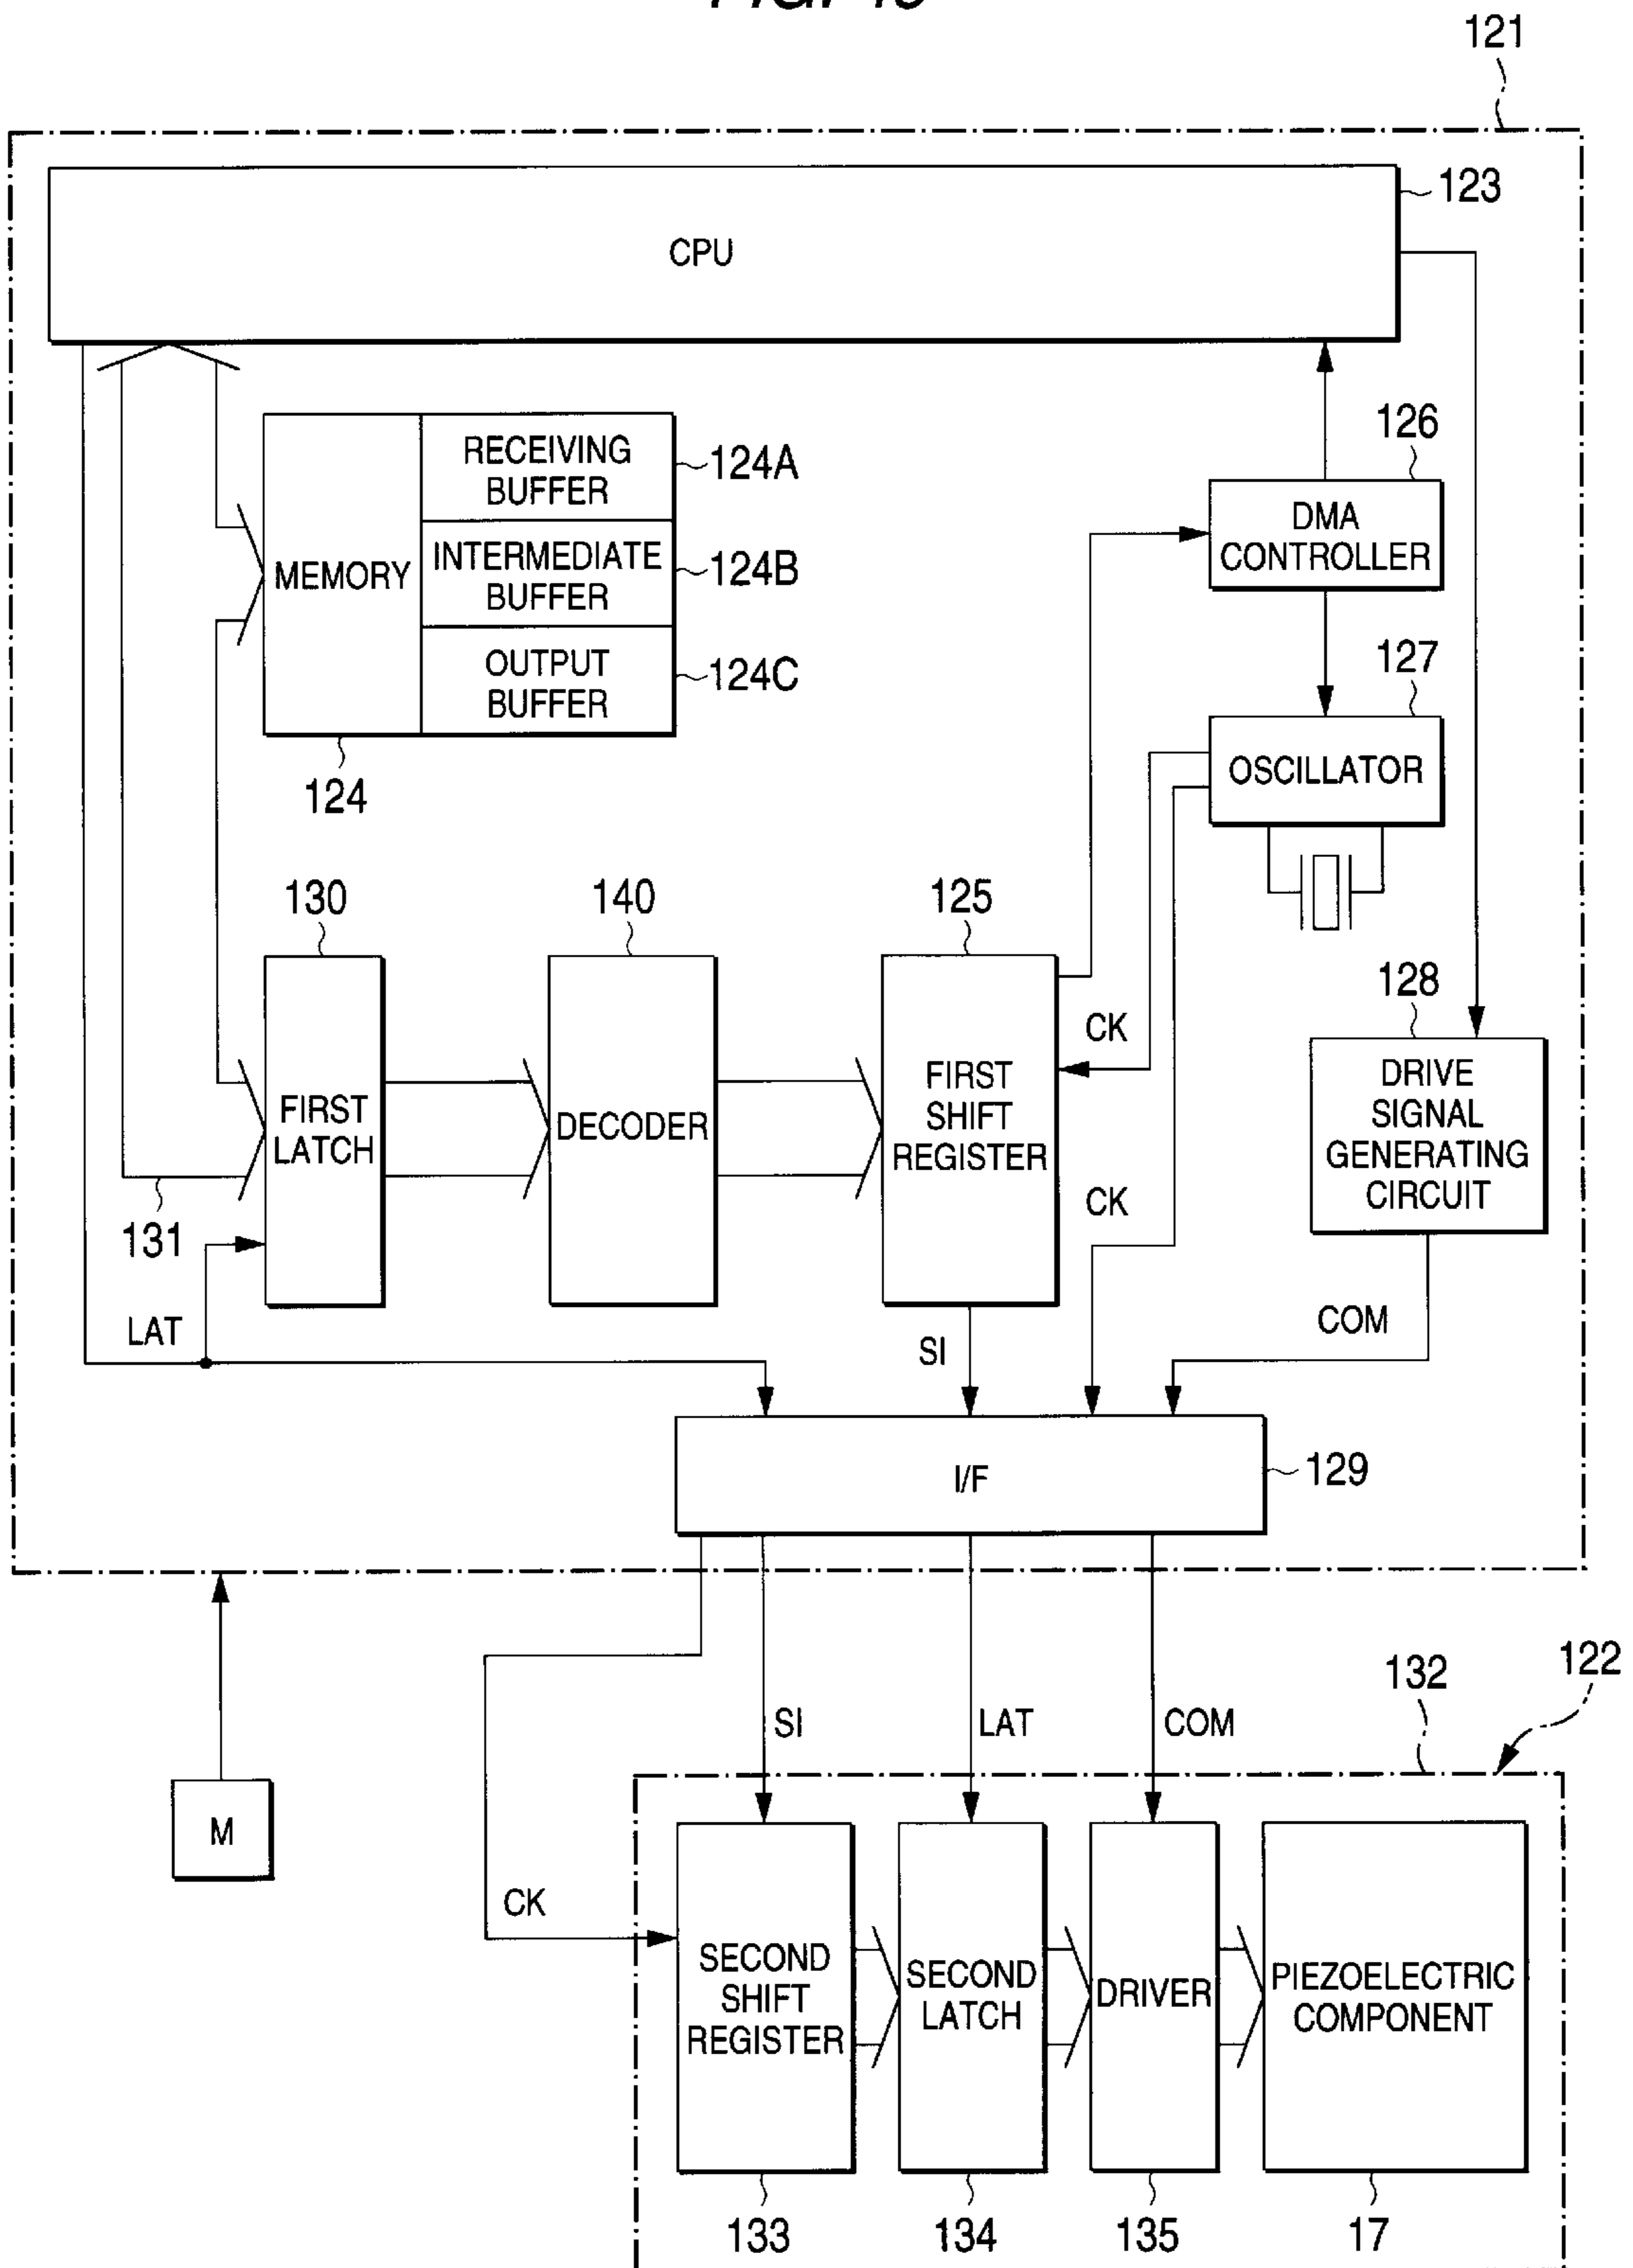 121
123
CPU
126
RECEIVING
BUFFER
124A
DMA
CONTROLLER
INTERMEDIATE
BUFFER
124B
MEMORY
127
OUTPUT
BUFFER
124C
OSCILLATOR
124
130
140
125
128
CK
FIRST
LATCH
DECODER
FIRST
SHIFT
REGISTER
DRIVE
SIGNAL
GENERATING
CIRCUIT
CK
131
LAT
SI
COM
I/F
129
122
132
SI
LAT
COM
M
CK
SECOND
SHIFT
REGISTER
SECOND
LATCH
DRIVER
PIEZOELECTRIC
COMPONENT
133
134
135
17